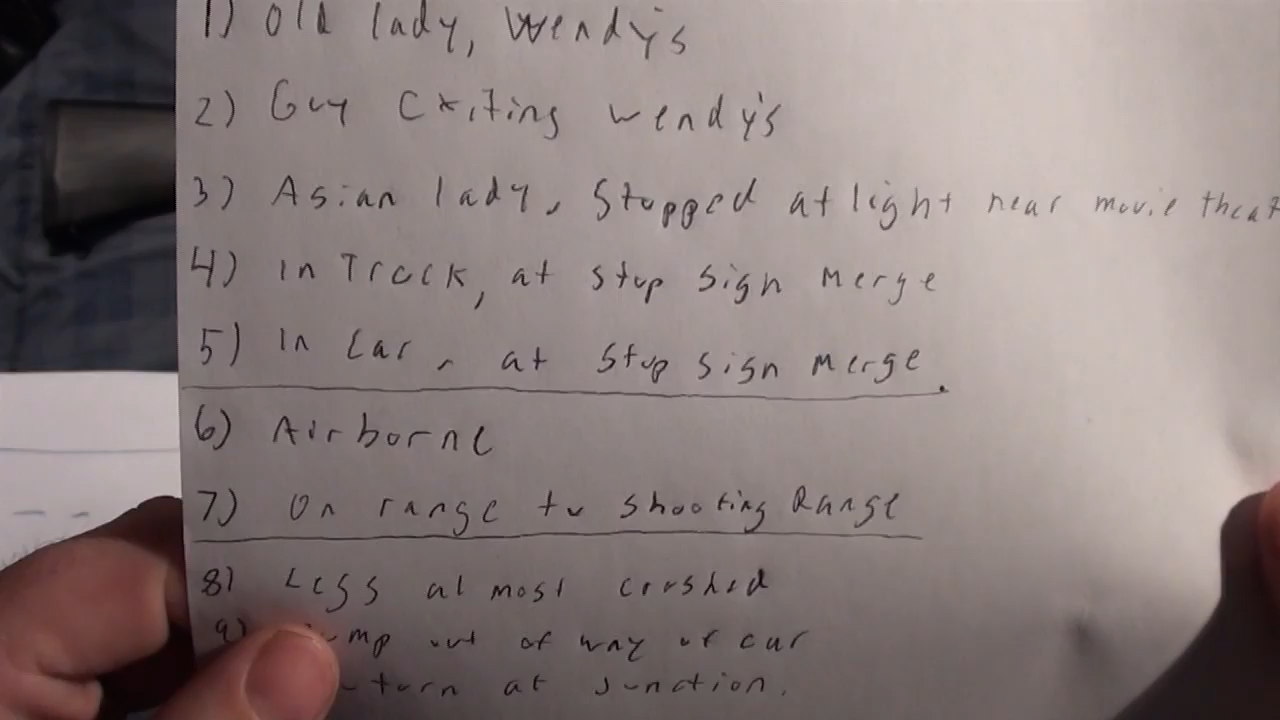 1) Old lady, Wendy's
2) Guy Exiting Wendy's
3) Asian lady, Stopped at light near movie theat
4) In Truck, at stop sign merge
5) In Car, at stop sign merge.
6) Airborne
7) On range to shooting Range
8) Legs almost crushed
9) out of way of car
turn at junction.